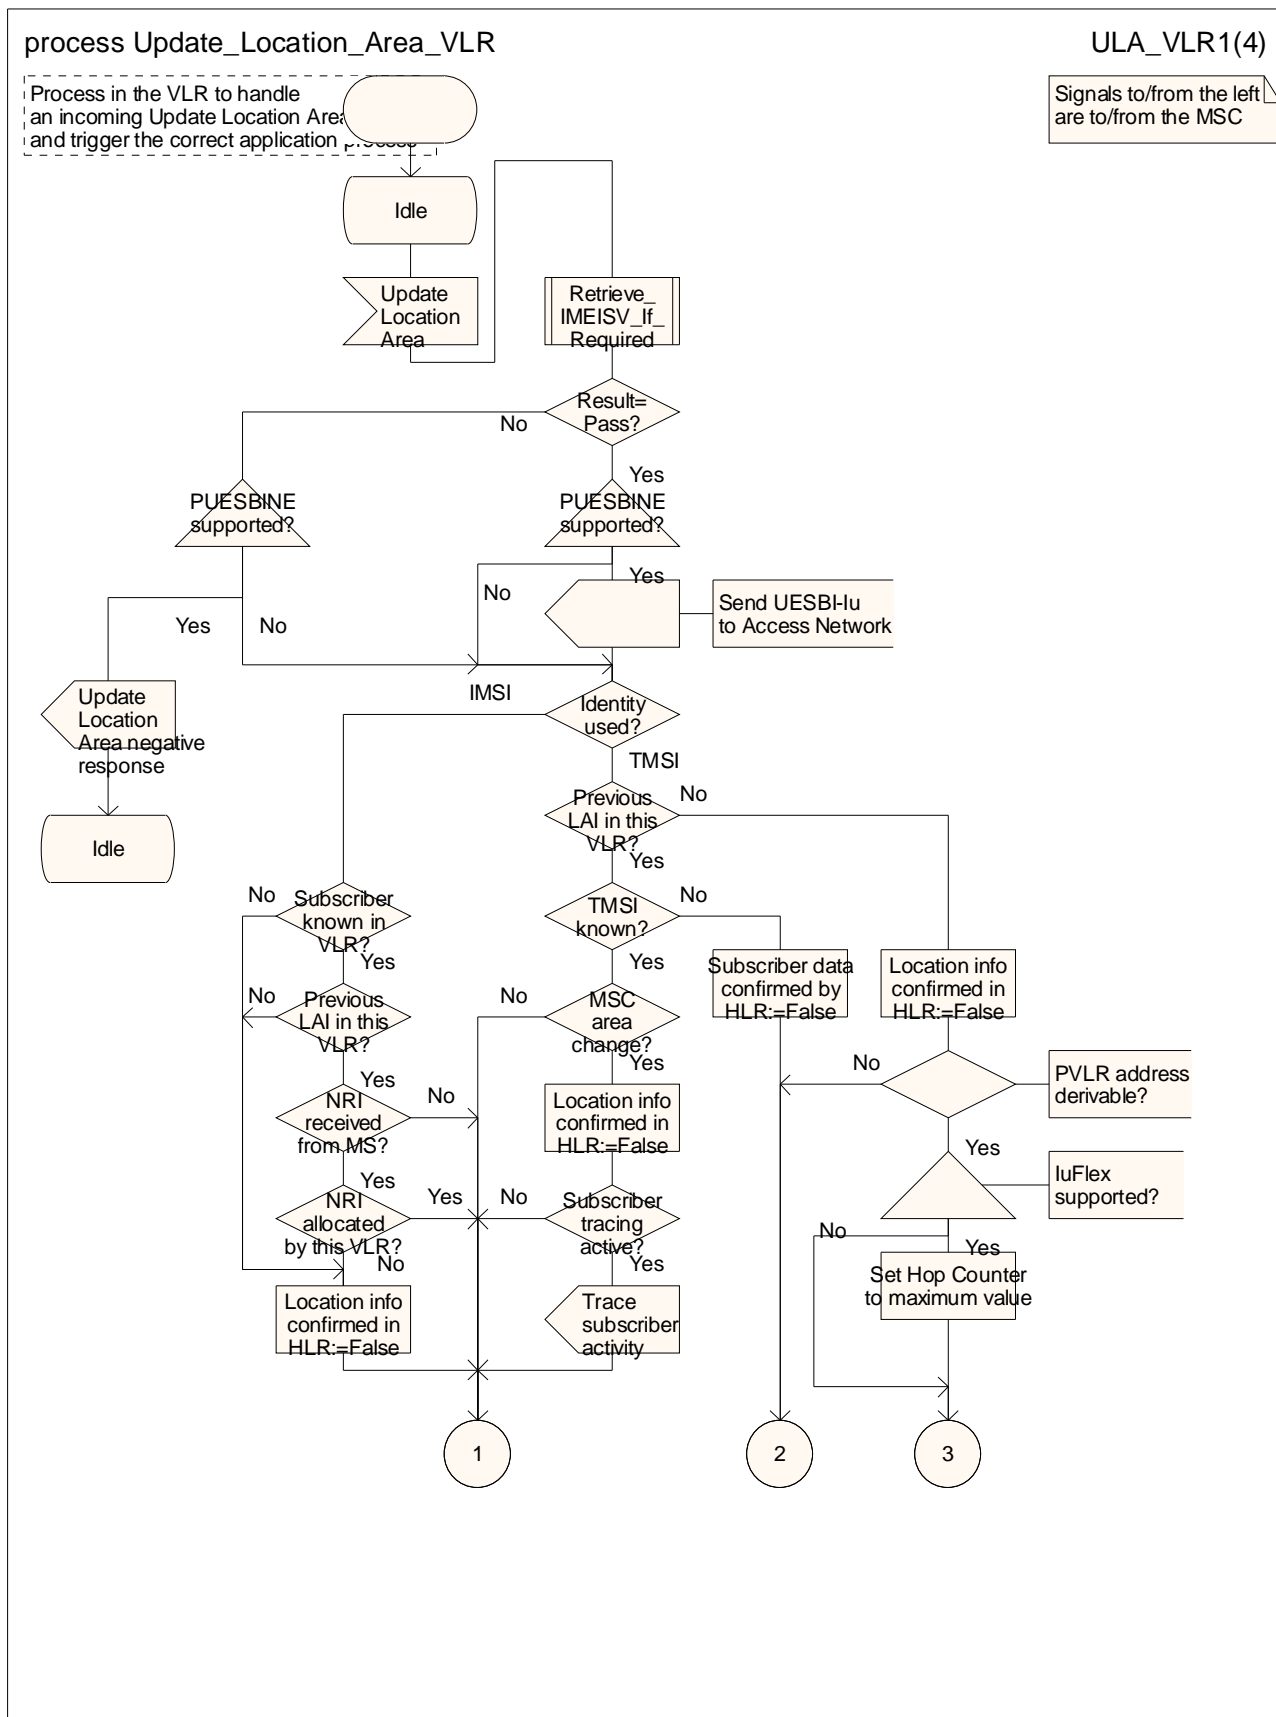 process Update_Location_Area_VLR
ULA_VLR1(4)
Process in the VLR to handle
an incoming Update Location Area
and trigger the correct application process
Signals to/from the left
are to/from the MSC
Idle
Update
Location
Area
Retrieve_
IMEISV_If_
Required
Result=
Pass?
No
Yes
PUESBINE
supported?
PUESBINE
supported?
Yes
No
No
Yes
Send UESBI-Iu
to Access Network
Update
Location
Area negative
response
Idle
IMSI
Identity
used?
TMSI
Previous
LAI in this
VLR?
No
Yes
No
Subscriber
known in
VLR?
Yes
TMSI
known?
No
Yes
Subscriber data
confirmed by
HLR:=False
Location info
confirmed in
HLR:=False
No
Previous
LAI in this
VLR?
Yes
No
MSC
area
change?
Yes
No
PVLR address
derivable?
Yes
NRI
received
from MS?
No
Yes
Location info
confirmed in
HLR:=False
IuFlex
supported?
NRI
allocated
by this VLR?
Yes
No
No
Subscriber
tracing
active?
Yes
No
Yes
Set Hop Counter
to maximum value
Location info
confirmed in
HLR:=False
Trace
subscriber
activity
1
2
3